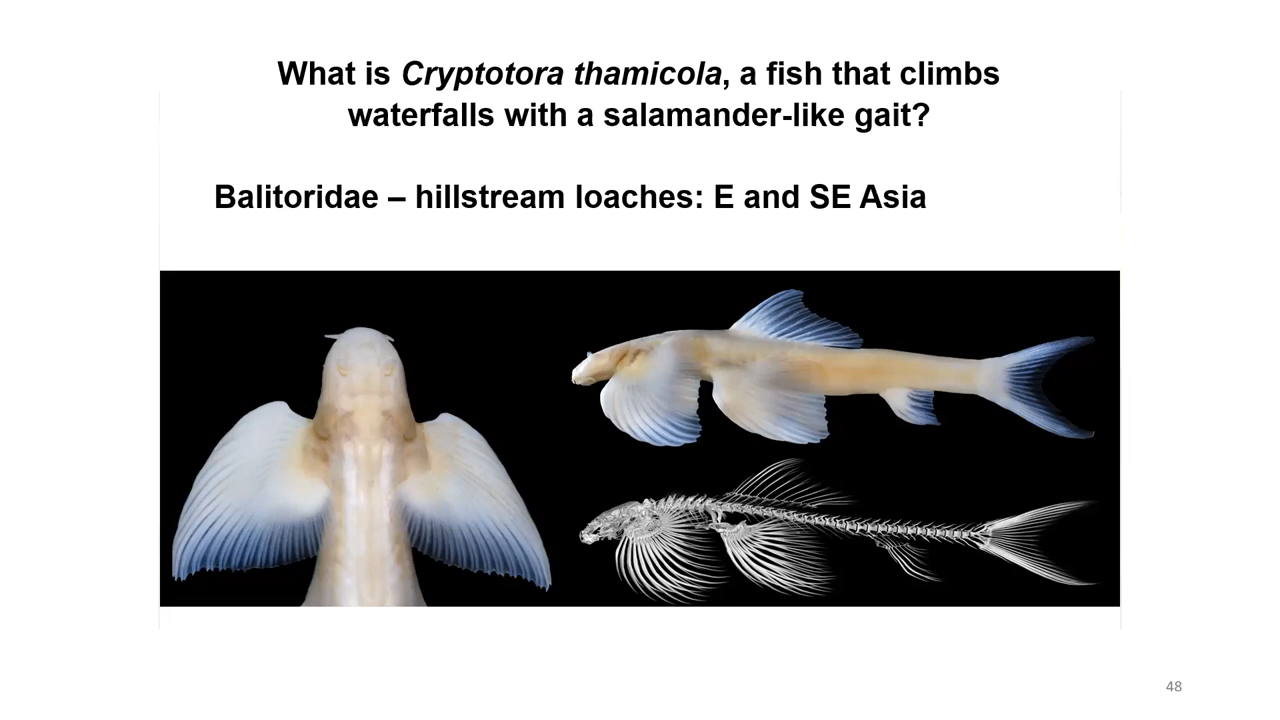 What is Cryptotora thamicola, a fish that climbs
waterfalls with a salamander-like gait?
Balitoridae – hillstream loaches: E and SE Asia
48